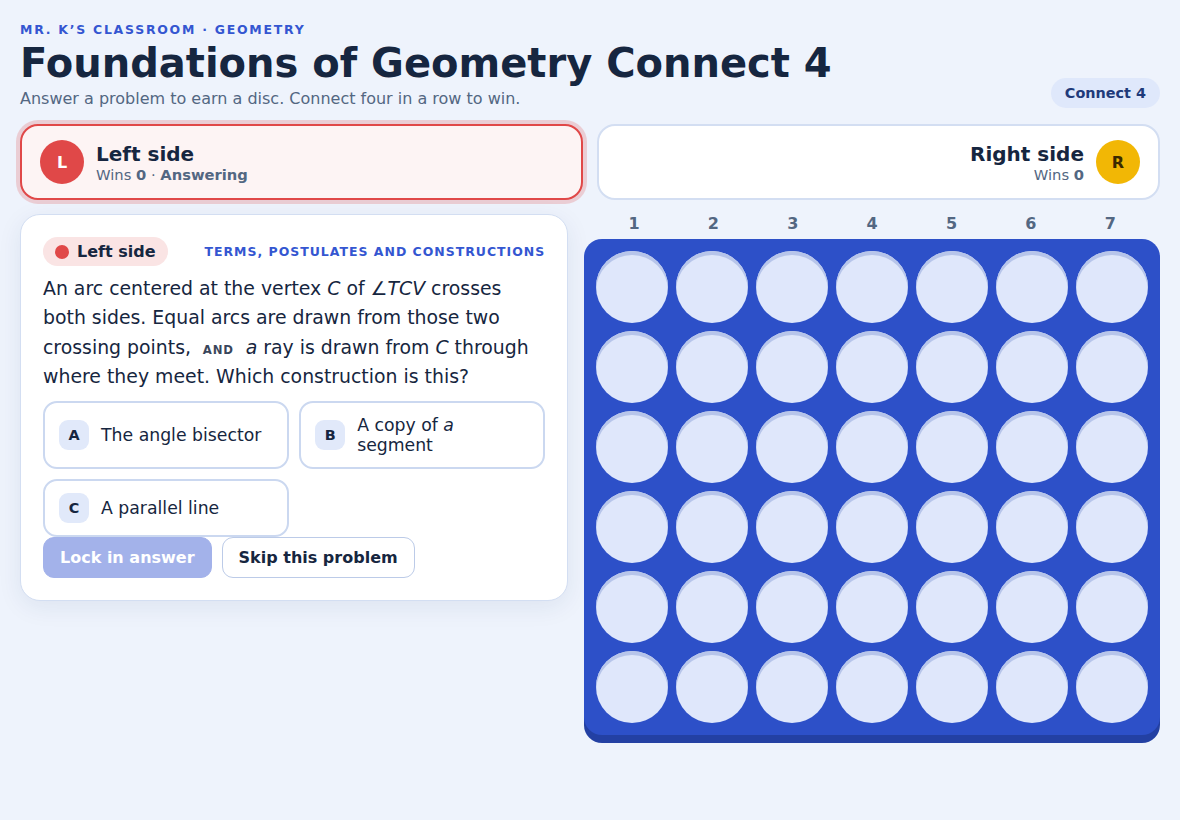 MR. K'S CLASSROOM · GEOMETRY
Foundations of Geometry Connect 4
Answer a problem to earn a disc. Connect four in a row to win.
Connect 4
L
Left side
Wins 0 · Answering
Right side
Wins 0
R
Left side
TERMS, POSTULATES AND CONSTRUCTIONS
An arc centered at the vertex C of ∠TCV crosses
both sides. Equal arcs are drawn from those two
crossing points, AND a ray is drawn from C through
where they meet. Which construction is this?
A The angle bisector
B A copy of a
segment
C A parallel line
Lock in answer
Skip this problem
1 2 3 4 5 6 7